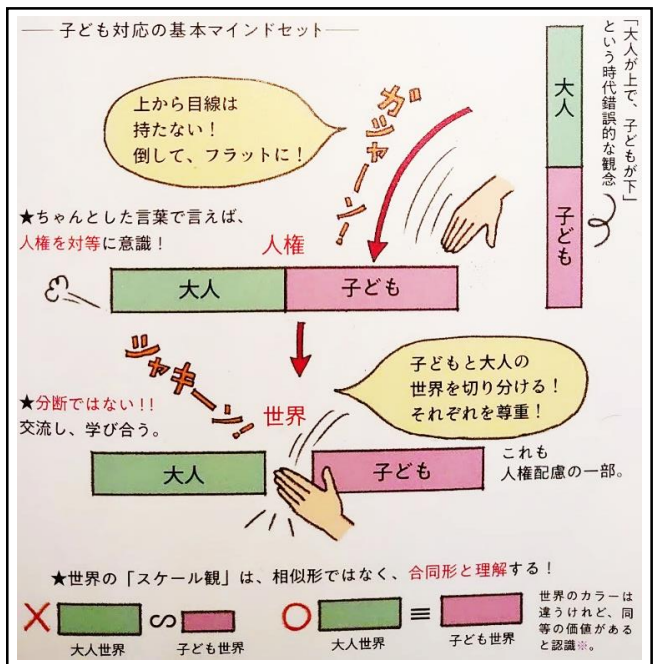 子ども対応の基本マインドセット
「大人が上で、子どもが下」
という時代錯誤的な観念
大人
子ども
上から目線は
持たない！
倒して、フラットに！
ガシャーン！
★ちゃんとした言葉で言えば、
人権を対等に意識！
人権
大人
子ども
シャキーン！
子どもと大人の
世界を切り分ける！
それぞれを尊重！
★分断ではない!!
交流し、学び合う。
世界
大人
子ども
これも
人権配慮の一部。
★世界の「スケール観」は、相似形ではなく、合同形と理解する！
× ∽ ○ ≡
大人世界
子ども世界
大人世界
子ども世界
世界のカラーは
違うけれど、同
等の価値がある
と認識※。